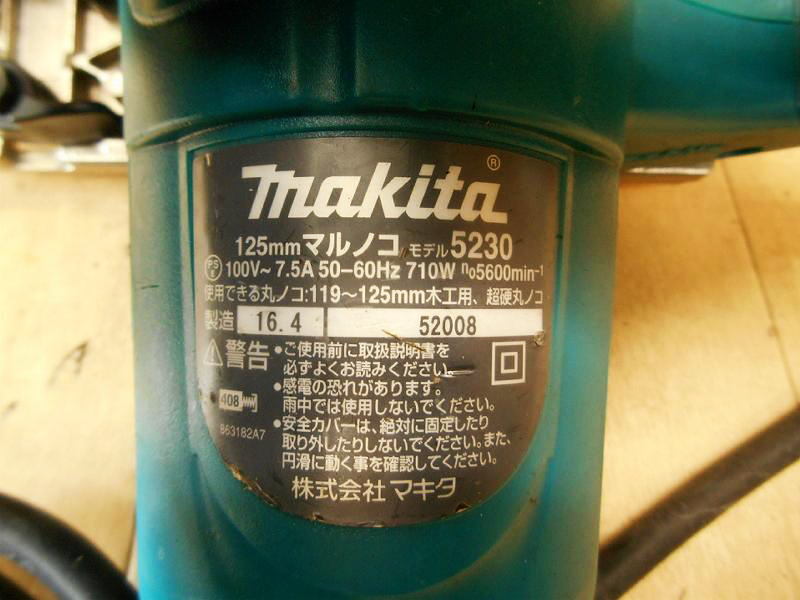 makita®
125mmマルノコ モデル5230
PS E 100V~ 7.5A 50-60Hz 710W n₀5600min⁻¹
使用できる丸ノコ:119～125mm木工用、超硬丸ノコ
製造 16.4 52008
警告 •ご使用前に取扱説明書を
必ずよくお読みください。
•感電の恐れがあります。
雨中では使用しないでください。
•安全カバーは、絶対に固定したり
取り外したりしないでください。また、
円滑に動く事を確認してください。
408
863182A7
株式会社 マキタ